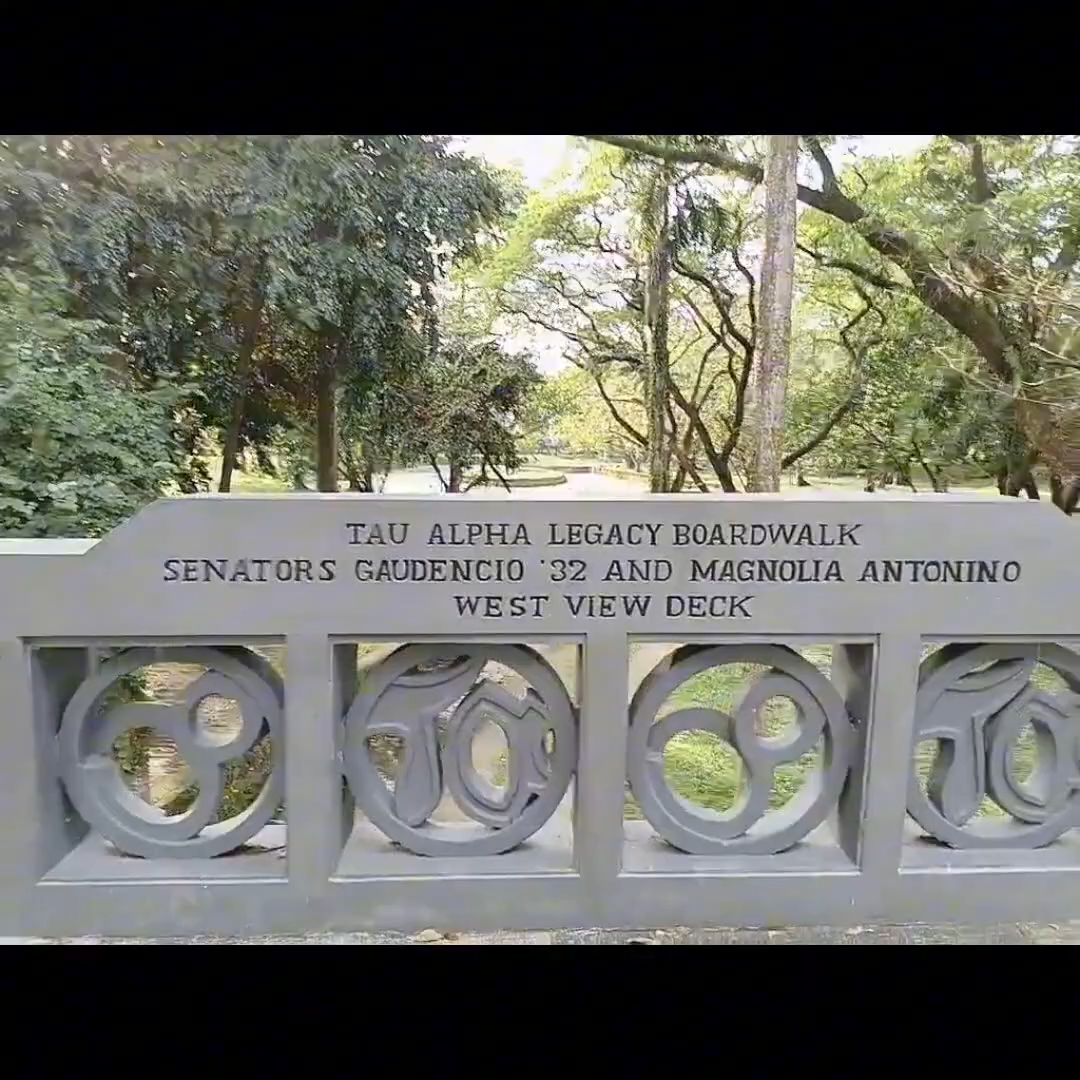 TAU ALPHA LEGACY BOARDWALK
SENATORS GAUDENCIO '32 AND MAGNOLIA ANTONINO
WEST VIEW DECK